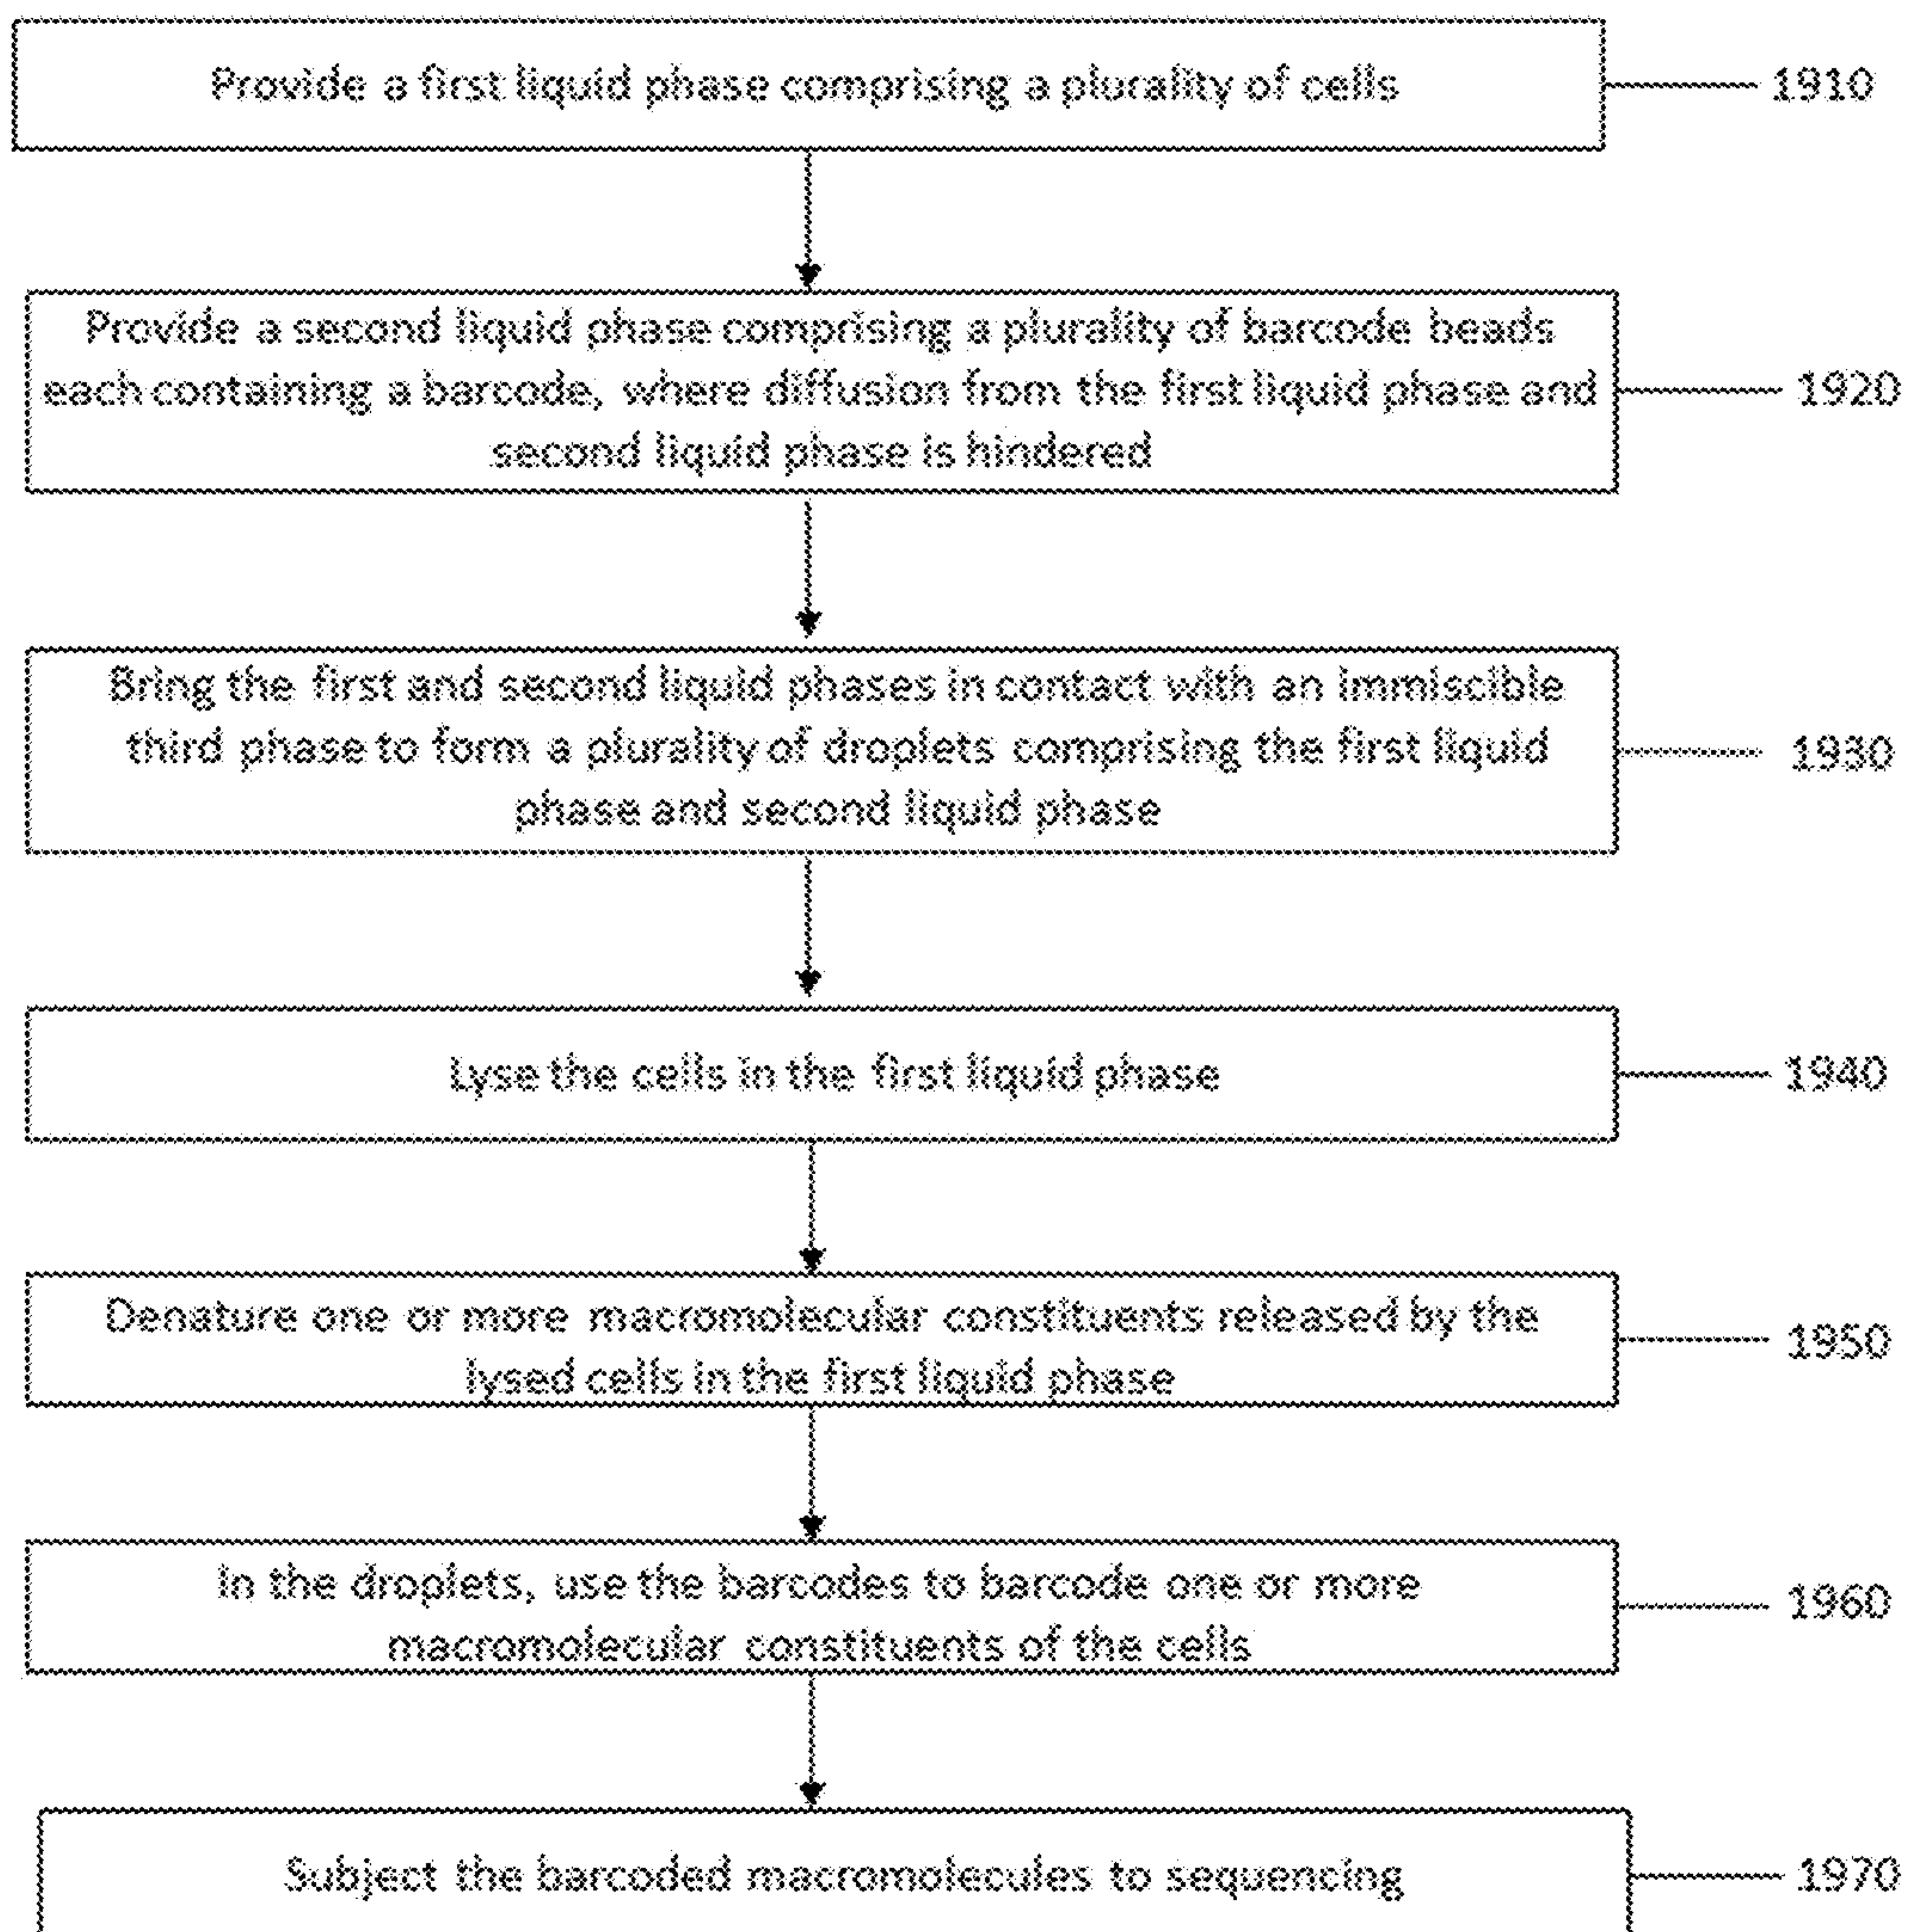 Provide a first liquid phase comprising a plurality of cells
1910
Provide a second liquid phase comprising a plurality of barcode beads
each containing a barcode, where diffusion from the first liquid phase and
second liquid phase is hindered
1920
Bring the first and second liquid phases in contact with an immiscible
third phase to form a plurality of droplets comprising the first liquid
phase and second liquid phase
1930
Lyse the cells in the first liquid phase
1940
Denature one or more macromolecular constituents released by the
lysed cells in the first liquid phase
1950
In the droplets, use the barcodes to barcode one or more
macromolecular constituents of the cells
1960
Subject the barcoded macromolecules to sequencing
1970